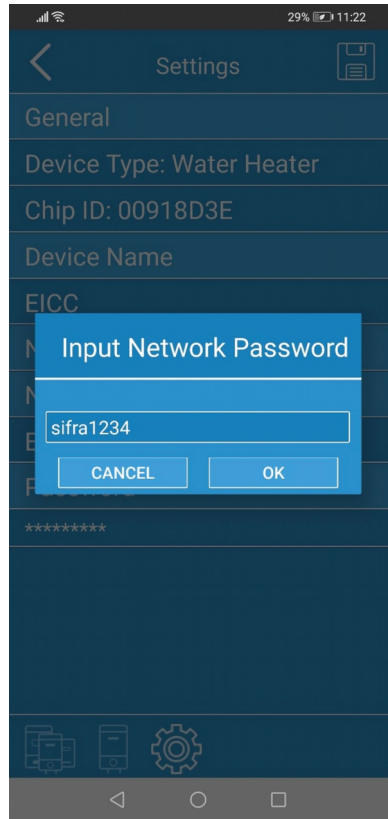 29% 11:22
Settings
General
Device Type: Water Heater
Chip ID: 00918D3E
Device Name
EICC
N
Input Network Password
N
sifra1234
E
CANCEL OK
Password
*********